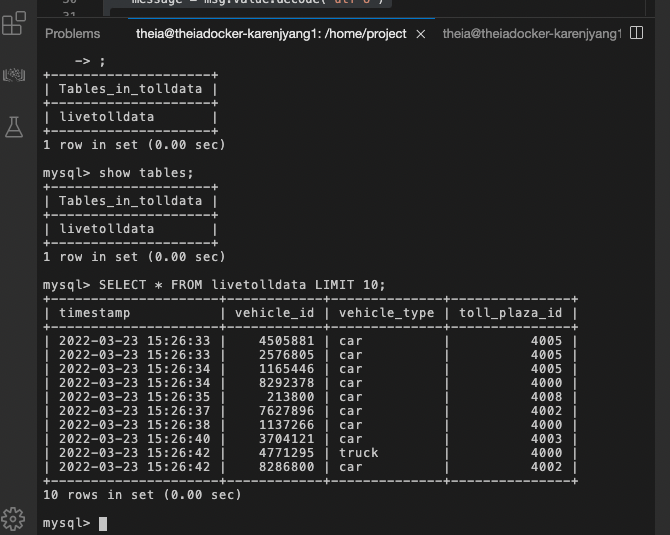 30 message = msg.value.decode("utf-8")
31
Problems theia@theiadocker-karenjyang1: /home/project × theia@theiadocker-karenjyang1
    -> ;
+--------------------+
| Tables_in_tolldata |
+--------------------+
| livetolldata       |
+--------------------+
1 row in set (0.00 sec)
mysql> show tables;
+--------------------+
| Tables_in_tolldata |
+--------------------+
| livetolldata       |
+--------------------+
1 row in set (0.00 sec)
mysql> SELECT * FROM livetolldata LIMIT 10;
+---------------------+------------+--------------+---------------+
| timestamp           | vehicle_id | vehicle_type | toll_plaza_id |
+---------------------+------------+--------------+---------------+
| 2022-03-23 15:26:33 |    4505881 | car          |          4005 |
| 2022-03-23 15:26:33 |    2576805 | car          |          4005 |
| 2022-03-23 15:26:34 |    1165446 | car          |          4005 |
| 2022-03-23 15:26:34 |    8292378 | car          |          4000 |
| 2022-03-23 15:26:35 |     213800 | car          |          4008 |
| 2022-03-23 15:26:37 |    7627896 | car          |          4002 |
| 2022-03-23 15:26:38 |    1137266 | car          |          4000 |
| 2022-03-23 15:26:40 |    3704121 | car          |          4003 |
| 2022-03-23 15:26:42 |    4771295 | truck        |          4000 |
| 2022-03-23 15:26:42 |    8286800 | car          |          4002 |
+---------------------+------------+--------------+---------------+
10 rows in set (0.00 sec)
mysql>